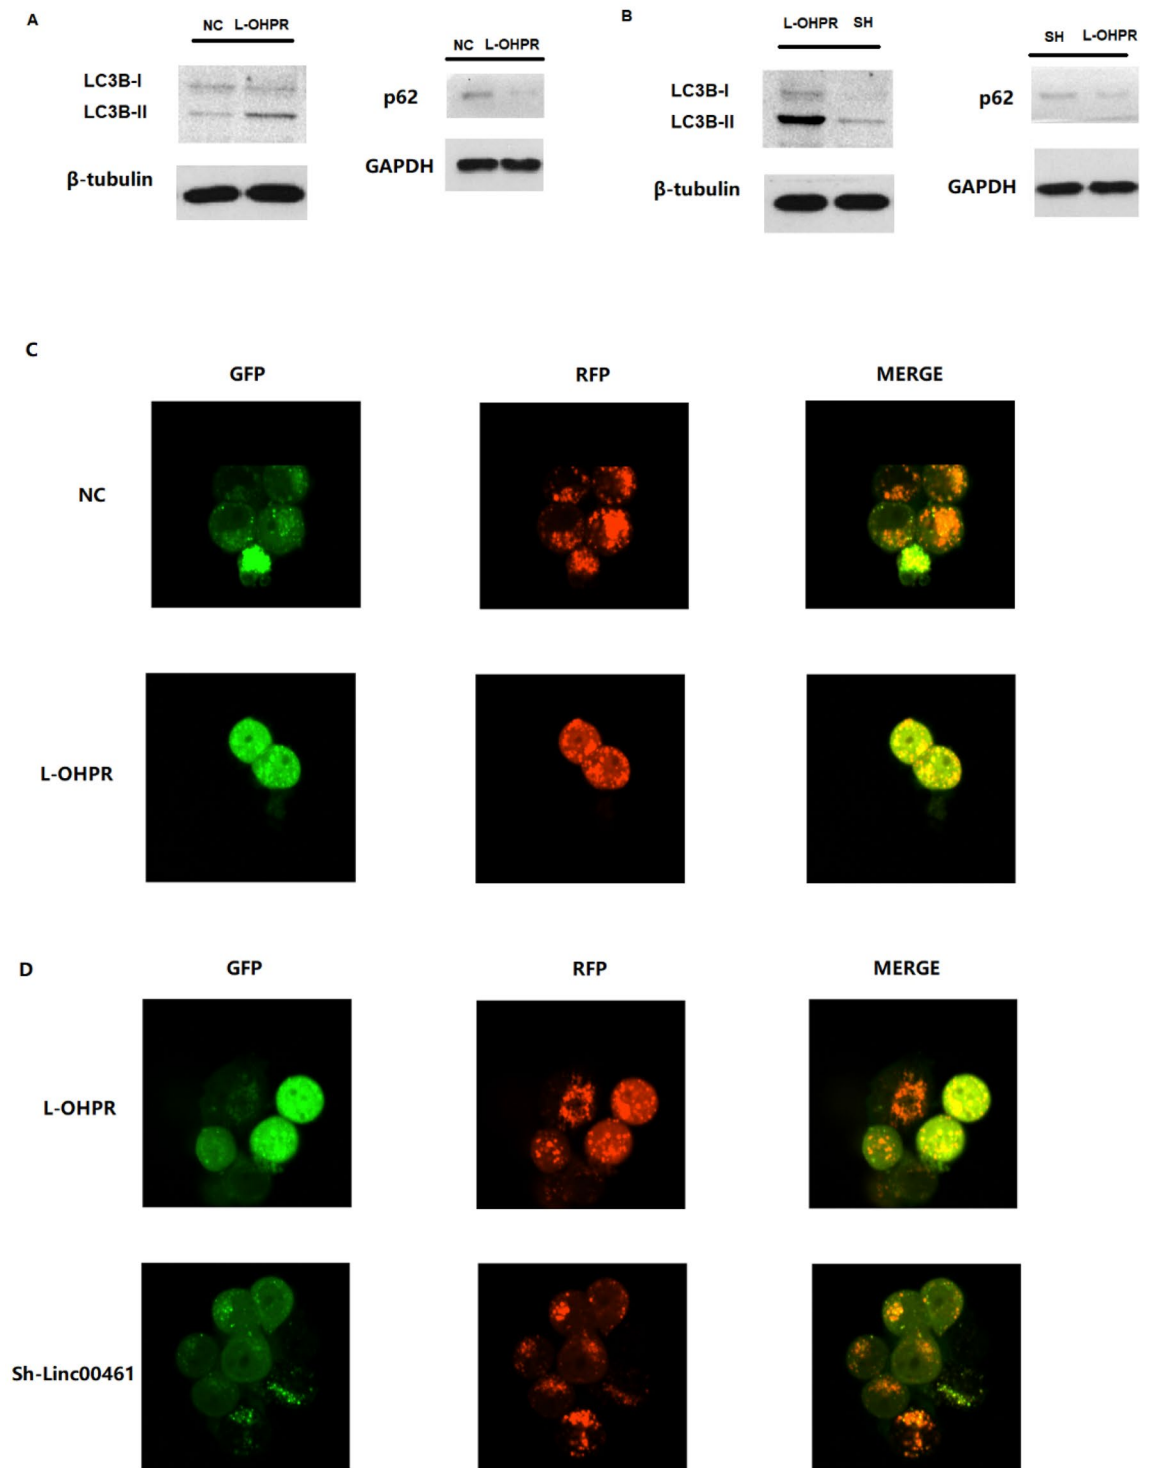 A
NC L-OHPR
LC3B-I
LC3B-II
β-tubulin
NC L-OHPR
p62
GAPDH
B
L-OHPR SH
LC3B-I
LC3B-II
β-tubulin
SH L-OHPR
p62
GAPDH
C
GFP RFP MERGE
NC
L-OHPR
D
GFP RFP MERGE
L-OHPR
Sh-Linc00461